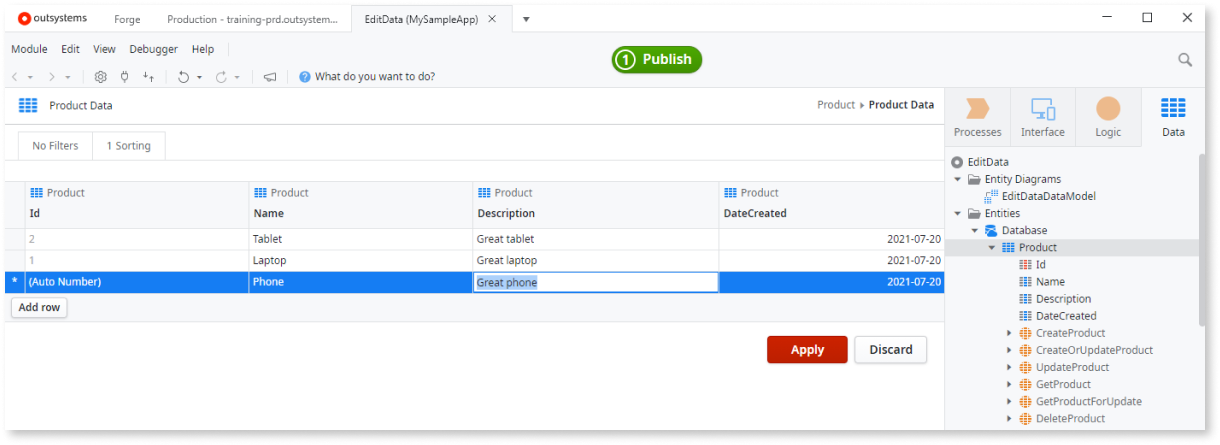 outsystems Forge Production - training-prd.outsystem... EditData (MySampleApp)
Module Edit View Debugger Help
1 Publish
What do you want to do?
Product Data
Product Product Data
Processes Interface Logic Data
No Filters 1 Sorting
Product Product Product Product
Id Name Description DateCreated
2 Tablet Great tablet 2021-07-20
1 Laptop Great laptop 2021-07-20
* (Auto Number) Phone Great phone 2021-07-20
Add row
Apply Discard
EditData
Entity Diagrams
EditDataDataModel
Entities
Database
Product
Id
Name
Description
DateCreated
CreateProduct
CreateOrUpdateProduct
UpdateProduct
GetProduct
GetProductForUpdate
DeleteProduct